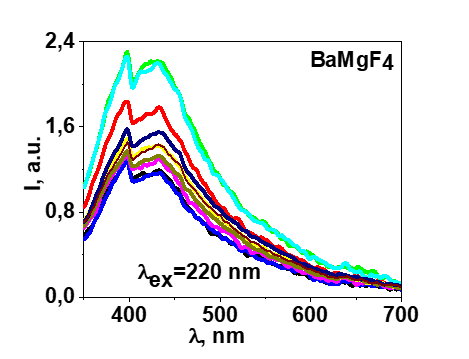 2,4
BaMgF4
1,6
I, a.u.
0,8
λex=220 nm
0,0
400 500 600 700
λ, nm